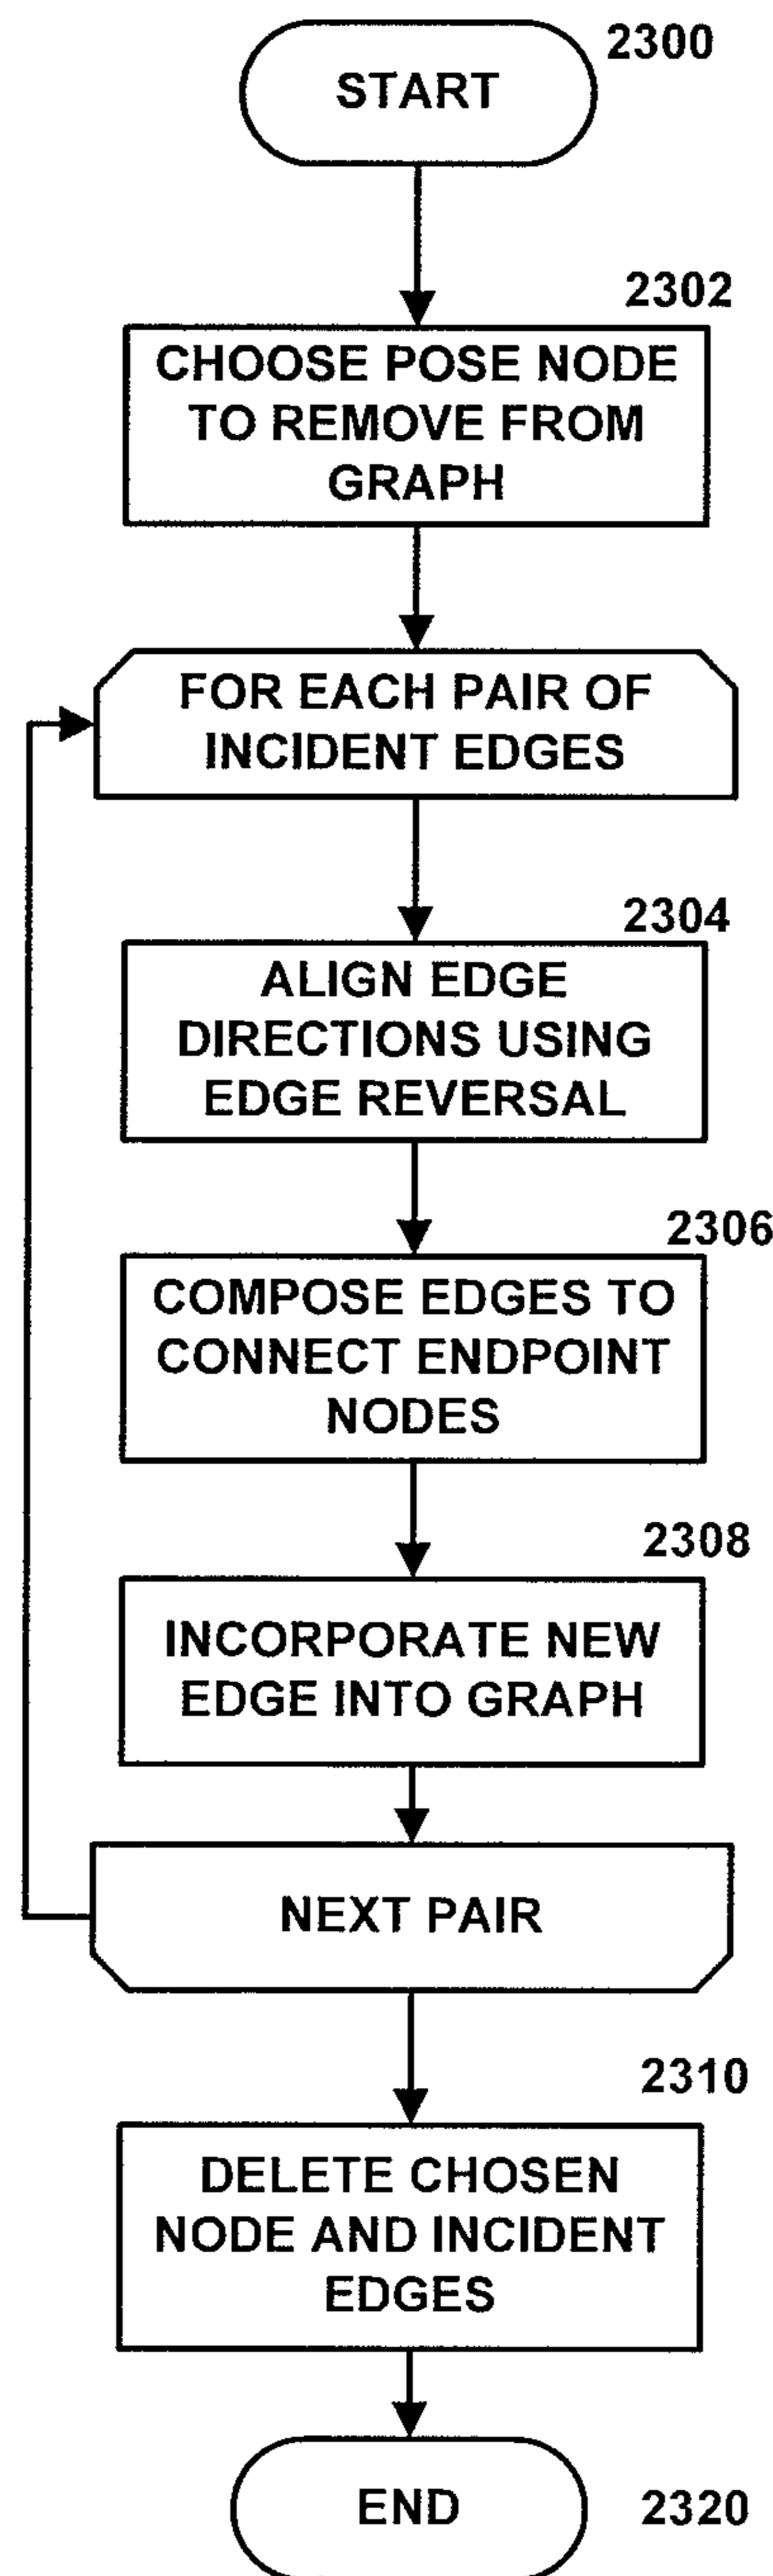 2300
START
2302
CHOOSE POSE NODE
TO REMOVE FROM
GRAPH
FOR EACH PAIR OF
INCIDENT EDGES
2304
ALIGN EDGE
DIRECTIONS USING
EDGE REVERSAL
2306
COMPOSE EDGES TO
CONNECT ENDPOINT
NODES
2308
INCORPORATE NEW
EDGE INTO GRAPH
NEXT PAIR
2310
DELETE CHOSEN
NODE AND INCIDENT
EDGES
END
2320